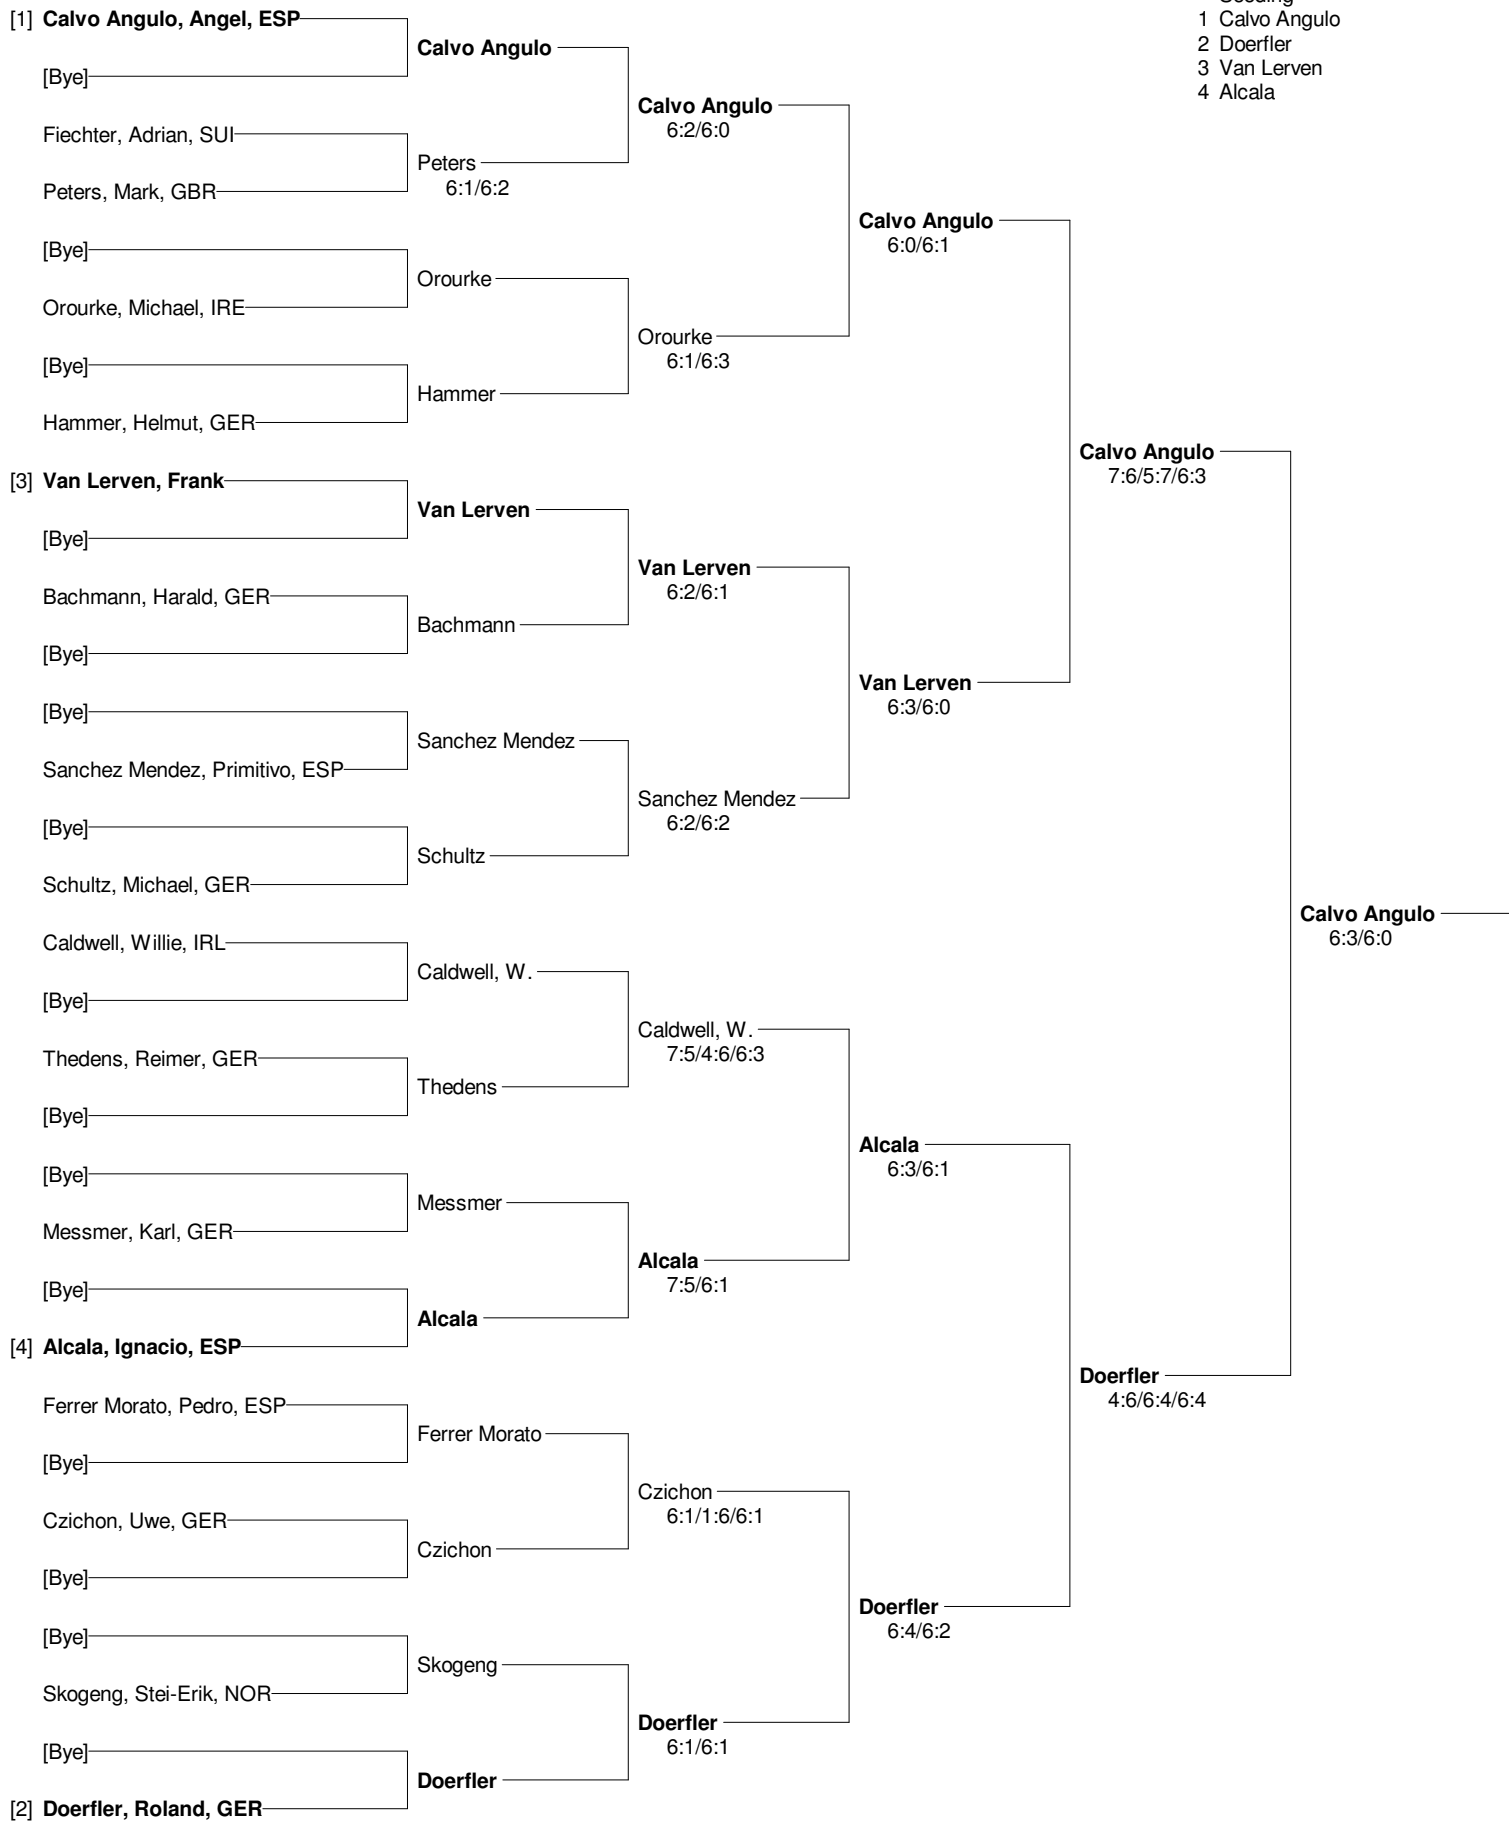 Seeding
1 Calvo Angulo
2 Doerfler
3 Van Lerven
4 Alcala
[1] Calvo Angulo, Angel, ESP
[Bye]
Fiechter, Adrian, SUI
Peters, Mark, GBR
[Bye]
Orourke, Michael, IRE
[Bye]
Hammer, Helmut, GER
[3] Van Lerven, Frank
[Bye]
Bachmann, Harald, GER
[Bye]
[Bye]
Sanchez Mendez, Primitivo, ESP
[Bye]
Schultz, Michael, GER
Caldwell, Willie, IRL
[Bye]
Thedens, Reimer, GER
[Bye]
[Bye]
Messmer, Karl, GER
[Bye]
[4] Alcala, Ignacio, ESP
Ferrer Morato, Pedro, ESP
[Bye]
Czichon, Uwe, GER
[Bye]
[Bye]
Skogeng, Stei-Erik, NOR
[Bye]
[2] Doerfler, Roland, GER
Calvo Angulo
Peters
6:1/6:2
Orourke
Hammer
Van Lerven
Bachmann
Sanchez Mendez
Schultz
Caldwell, W.
Thedens
Messmer
Alcala
Ferrer Morato
Czichon
Skogeng
Doerfler
Calvo Angulo
6:2/6:0
Orourke
6:1/6:3
Van Lerven
6:2/6:1
Sanchez Mendez
6:2/6:2
Caldwell, W.
7:5/4:6/6:3
Alcala
7:5/6:1
Czichon
6:1/1:6/6:1
Doerfler
6:1/6:1
Calvo Angulo
6:0/6:1
Van Lerven
6:3/6:0
Alcala
6:3/6:1
Doerfler
6:4/6:2
Calvo Angulo
7:6/5:7/6:3
Doerfler
4:6/6:4/6:4
Calvo Angulo
6:3/6:0